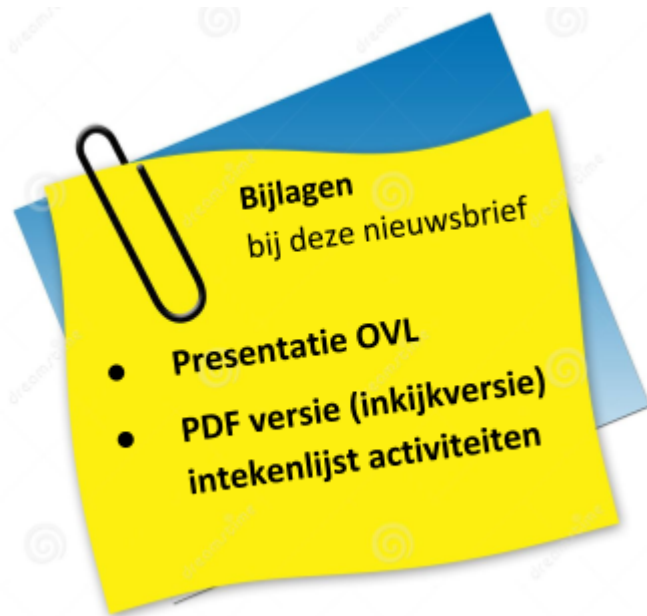 Bijlagen
bij deze nieuwsbrief
• Presentatie OVL
• PDF versie (inkijkversie)
intekenlijst activiteiten